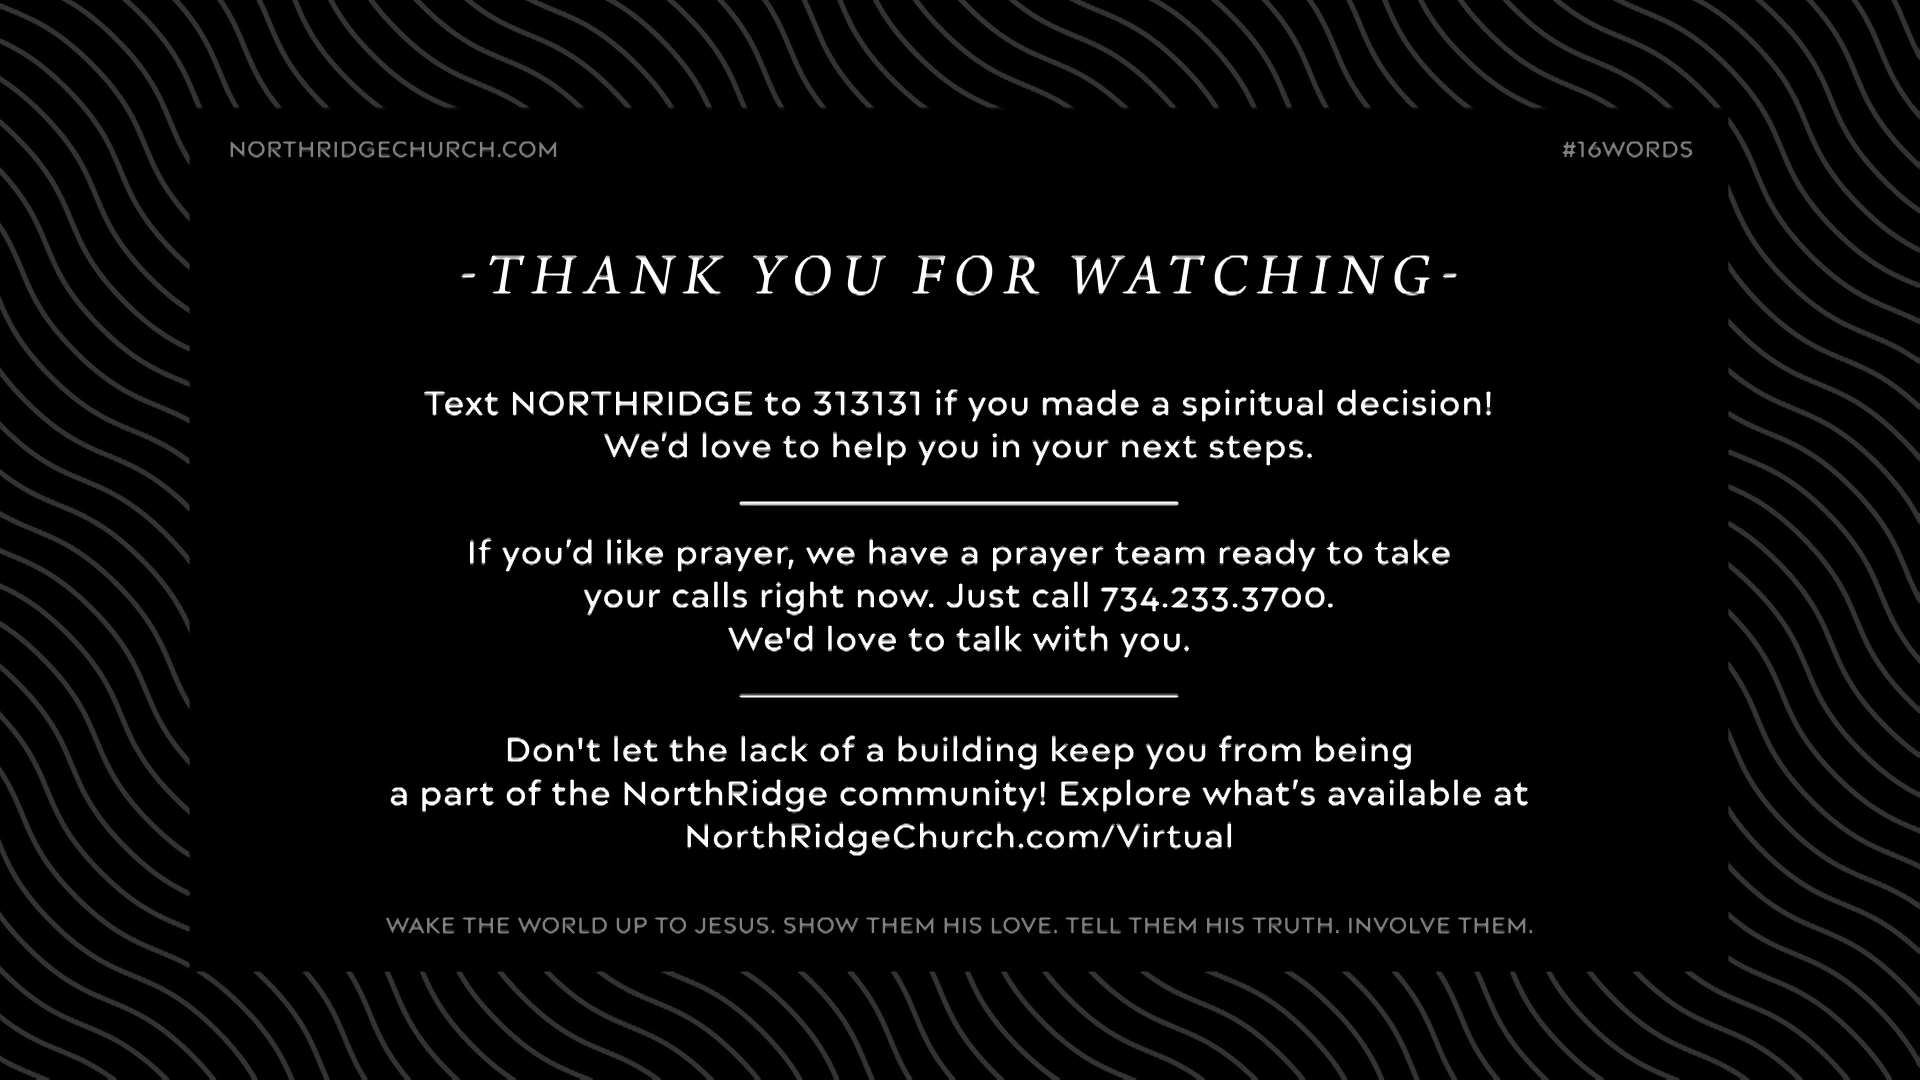 NORTHRIDGECHURCH.COM
#16WORDS
-THANK YOU FOR WATCHING-
Text NORTHRIDGE to 313131 if you made a spiritual decision!
We’d love to help you in your next steps.
If you’d like prayer, we have a prayer team ready to take
your calls right now. Just call 734.233.3700.
We'd love to talk with you.
Don't let the lack of a building keep you from being
a part of the NorthRidge community! Explore what’s available at
NorthRidgeChurch.com/Virtual
WAKE THE WORLD UP TO JESUS. SHOW THEM HIS LOVE. TELL THEM HIS TRUTH. INVOLVE THEM.